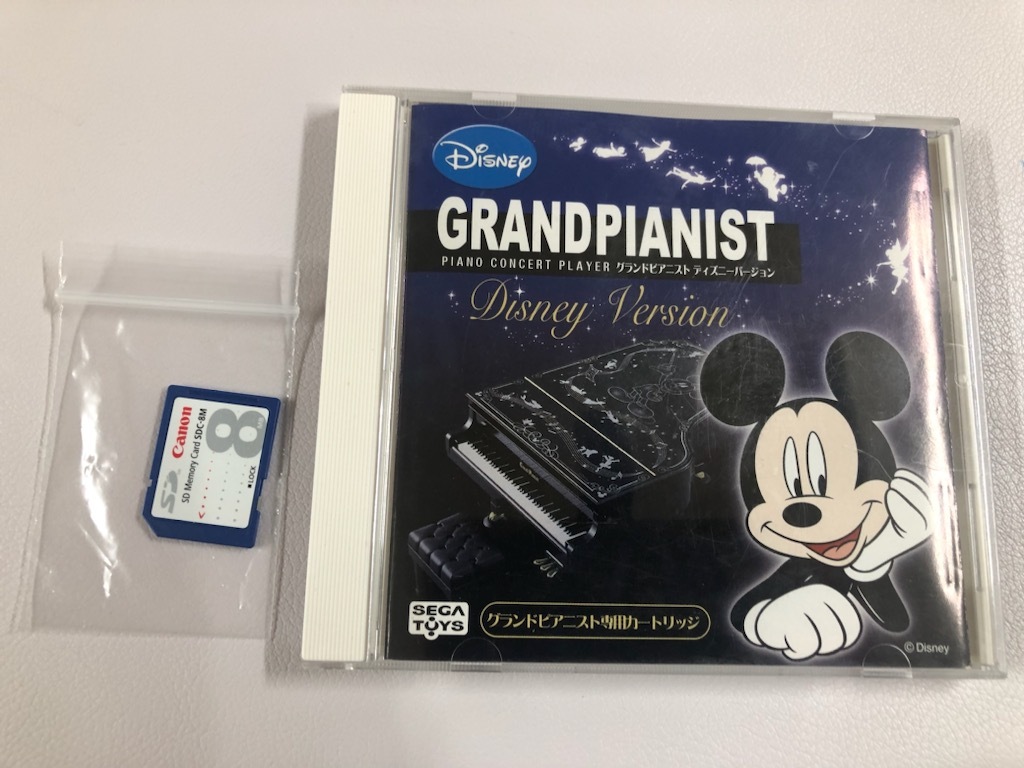 Canon
SD Memory Card SDC-8M
SD
8
LOCK
Disney
GRANDPIANIST
PIANO CONCERT PLAYER グランドピアニスト ディズニーバージョン
Disney Version
SEGA
TOYS
グランドピアニスト専用カートリッジ
© Disney